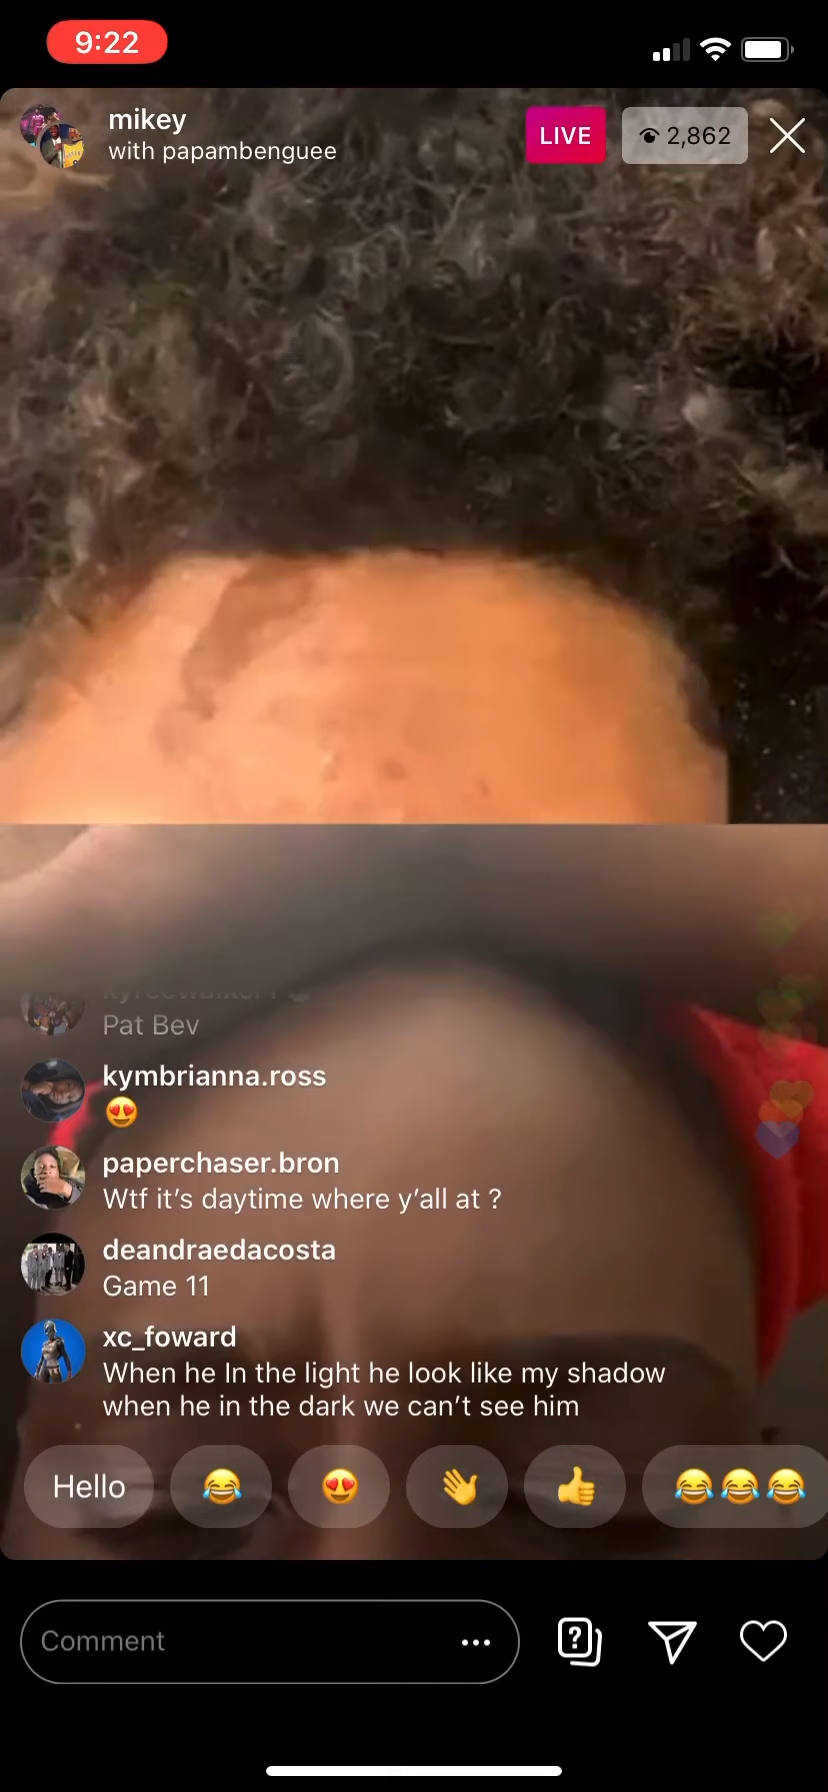 9:22
mikey
with papambenguee
LIVE
2,862
Pat Bev
kymbrianna.ross
😍
paperchaser.bron
Wtf it’s daytime where y’all at ?
deandraedacosta
Game 11
xc_foward
When he In the light he look like my shadow
when he in the dark we can’t see him
Hello 😂 😍 👋 👍 😂😂😂
Comment